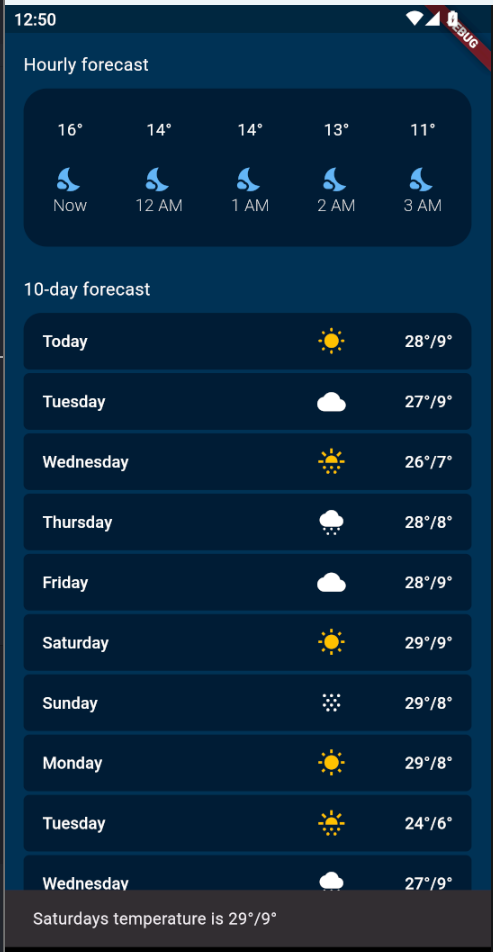 12:50
DEBUG
Hourly forecast
16° 14° 14° 13° 11°
Now 12 AM 1 AM 2 AM 3 AM
10-day forecast
Today 28°/9°
Tuesday 27°/9°
Wednesday 26°/7°
Thursday 28°/8°
Friday 28°/9°
Saturday 29°/9°
Sunday 29°/8°
Monday 29°/8°
Tuesday 24°/6°
Wednesday 27°/9°
Saturdays temperature is 29°/9°